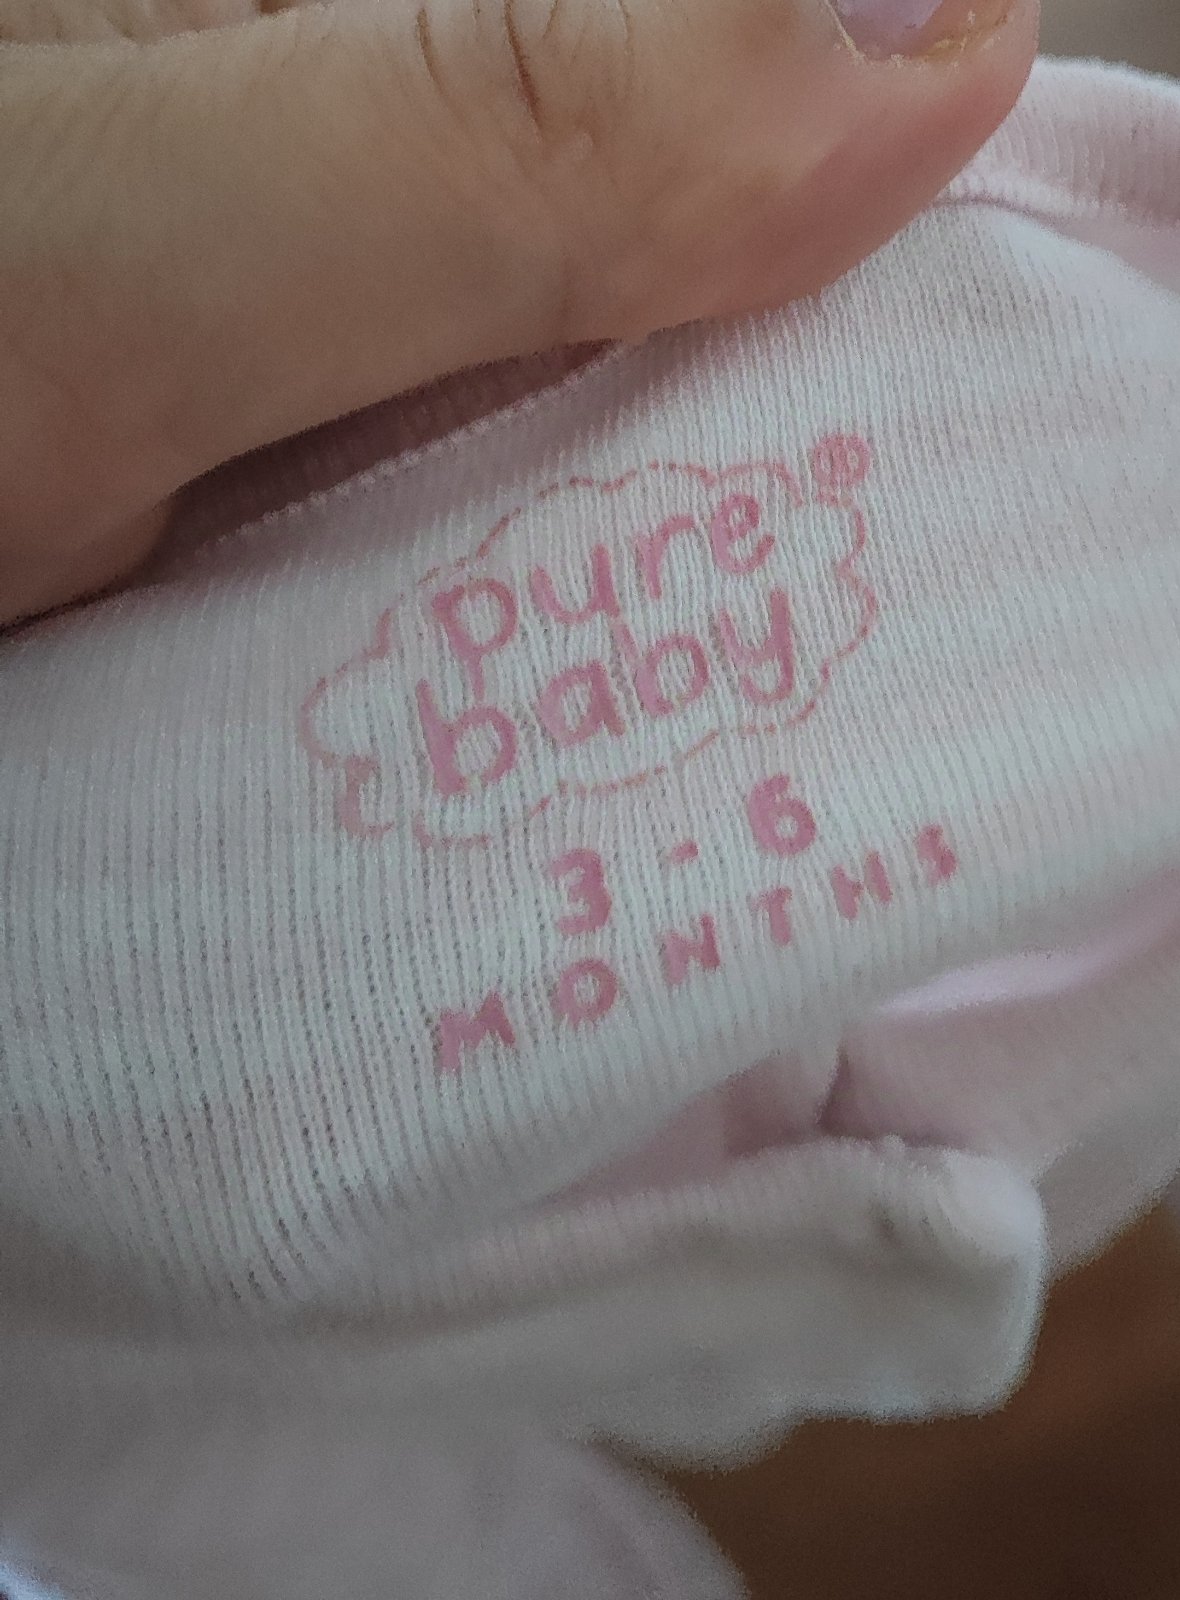 pure®
baby
3 - 6
MONTHS